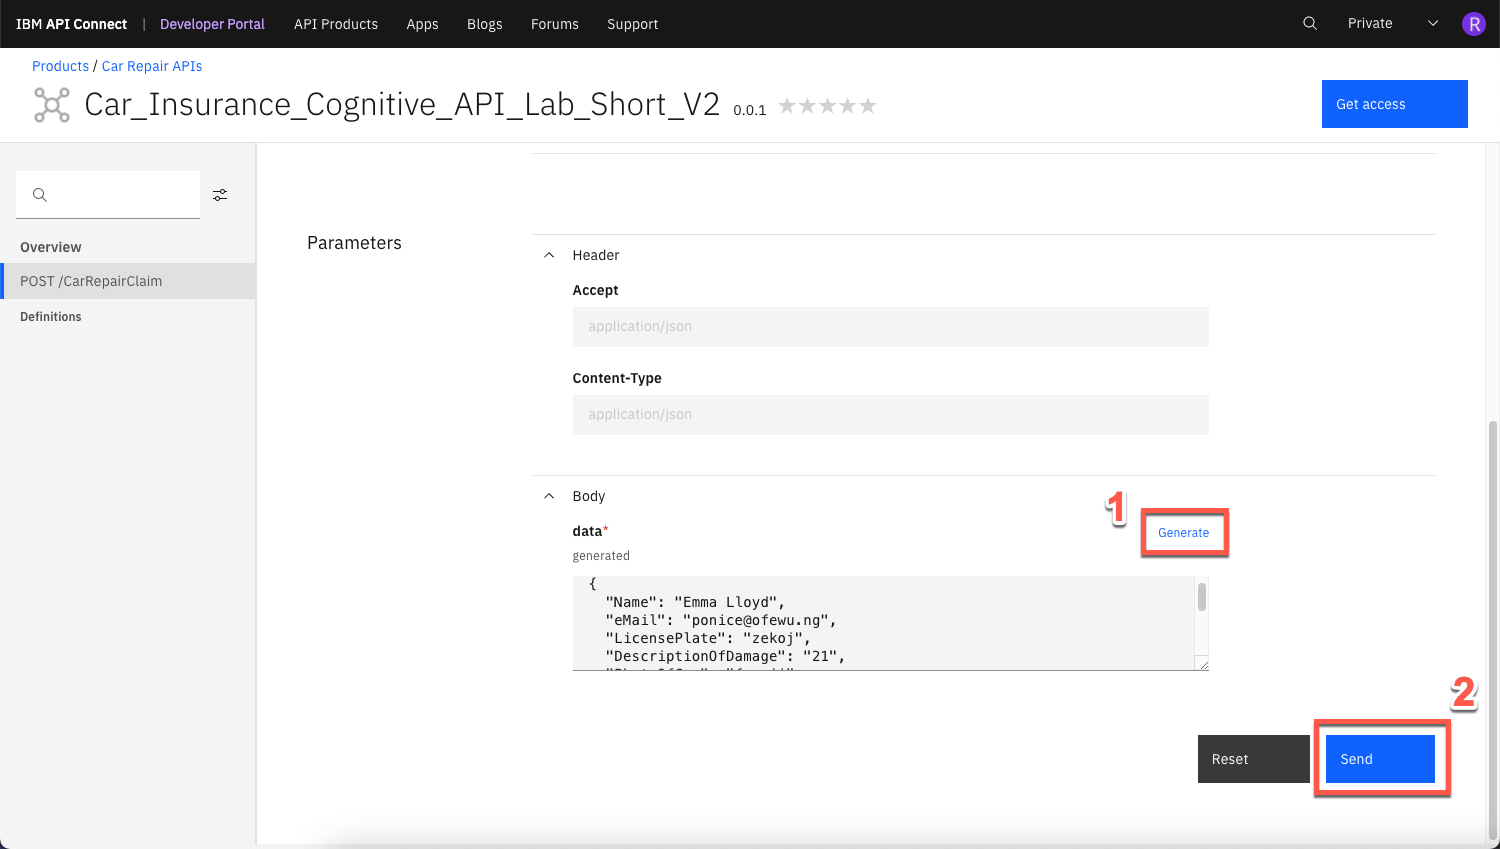 IBM API Connect | Developer Portal API Products Apps Blogs Forums Support Private R
Products / Car Repair APIs
Car_Insurance_Cognitive_API_Lab_Short_V2 0.0.1
Get access
Overview
POST /CarRepairClaim
Definitions
Parameters
Header
Accept
application/json
Content-Type
application/json
Body
1
data*
Generate
generated
{
"Name": "Emma Lloyd",
"eMail": "ponice@ofewu.ng",
"LicensePlate": "zekoj",
"DescriptionOfDamage": "21",
2
Reset
Send